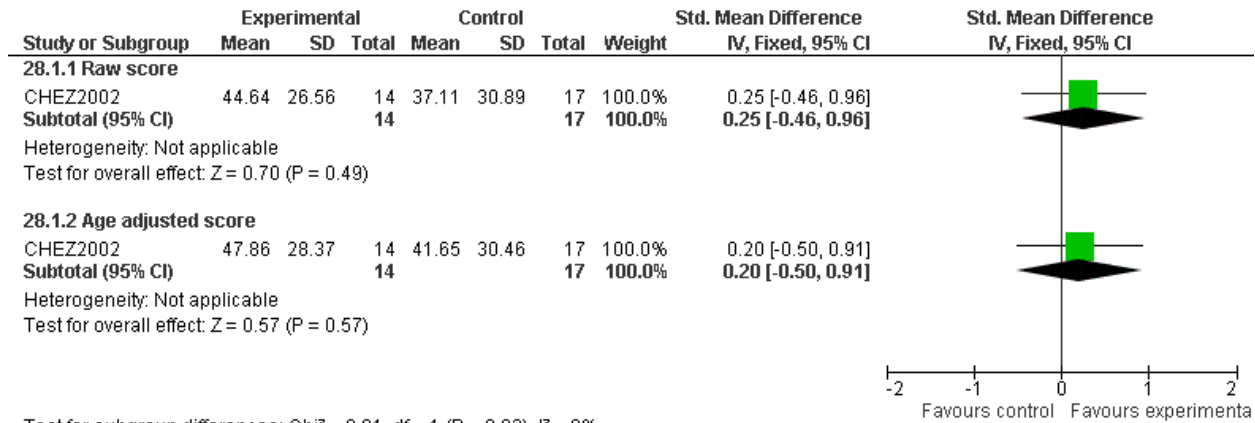 Experimental Control Std. Mean Difference Std. Mean Difference
Study or Subgroup Mean SD Total Mean SD Total Weight IV, Fixed, 95% CI IV, Fixed, 95% CI
28.1.1 Raw score
CHEZ2002 44.64 26.56 14 37.11 30.89 17 100.0% 0.25 [-0.46, 0.96]
Subtotal (95% CI) 14 17 100.0% 0.25 [-0.46, 0.96]
Heterogeneity: Not applicable
Test for overall effect: Z = 0.70 (P = 0.49)
28.1.2 Age adjusted score
CHEZ2002 47.86 28.37 14 41.65 30.46 17 100.0% 0.20 [-0.50, 0.91]
Subtotal (95% CI) 14 17 100.0% 0.20 [-0.50, 0.91]
Heterogeneity: Not applicable
Test for overall effect: Z = 0.57 (P = 0.57)
-2 -1 0 1 2
Favours control Favours experimenta
Test for subgroup differences: